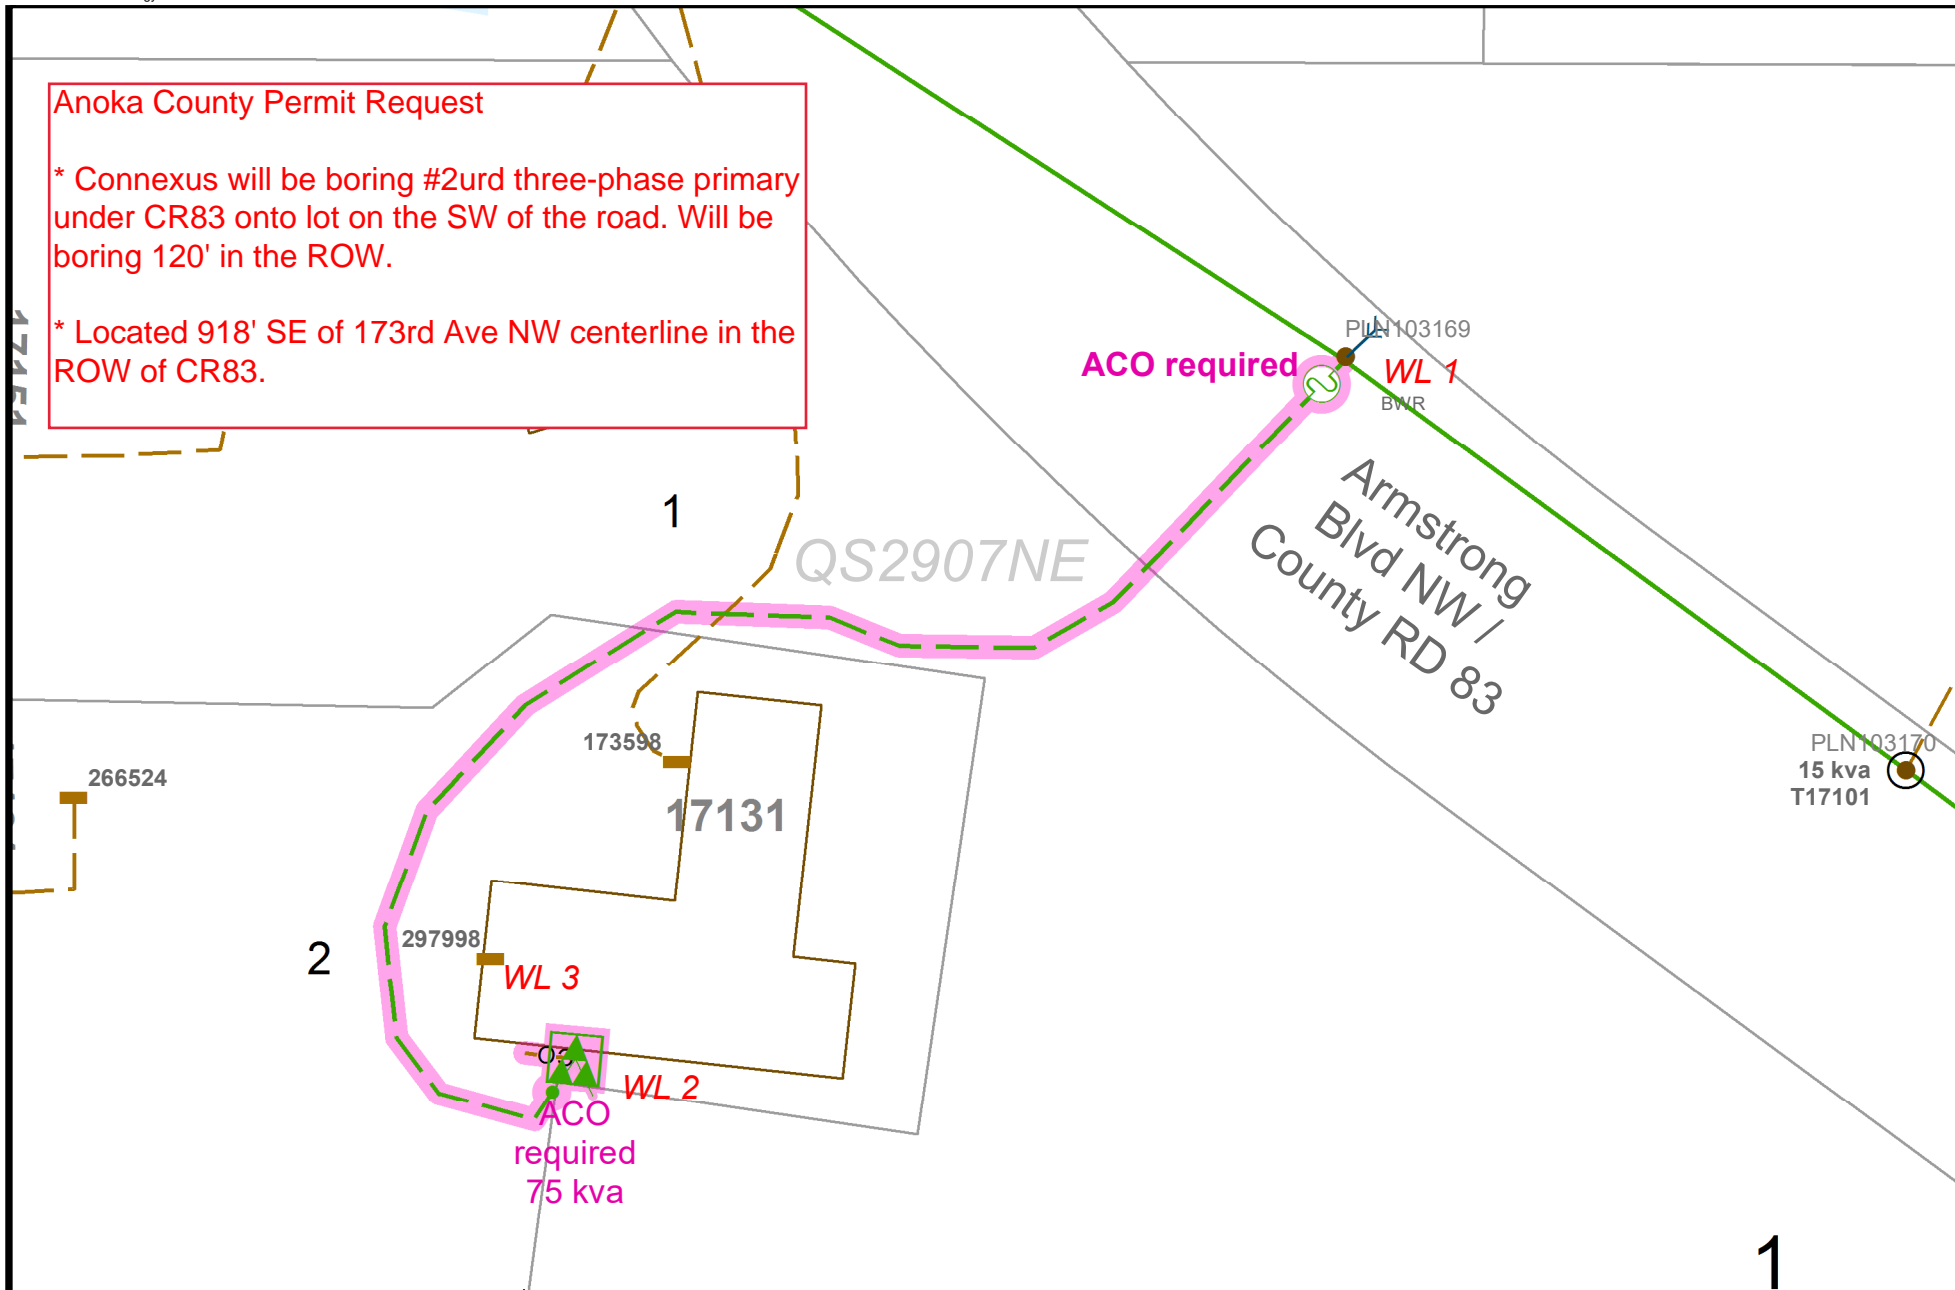 Anoka County Permit Request
* Connexus will be boring #2urd three-phase primary
under CR83 onto lot on the SW of the road. Will be
boring 120' in the ROW.
* Located 918' SE of 173rd Ave NW centerline in the
ROW of CR83.
PLN103169
ACO required
WL 1
BWR
Armstrong
Blvd NW /
County RD 83
1
QS2907NE
173598
266524
17131
PLN103170
15 kva
T17101
297998
2
WL 3
WL 2
ACO
required
75 kva
1